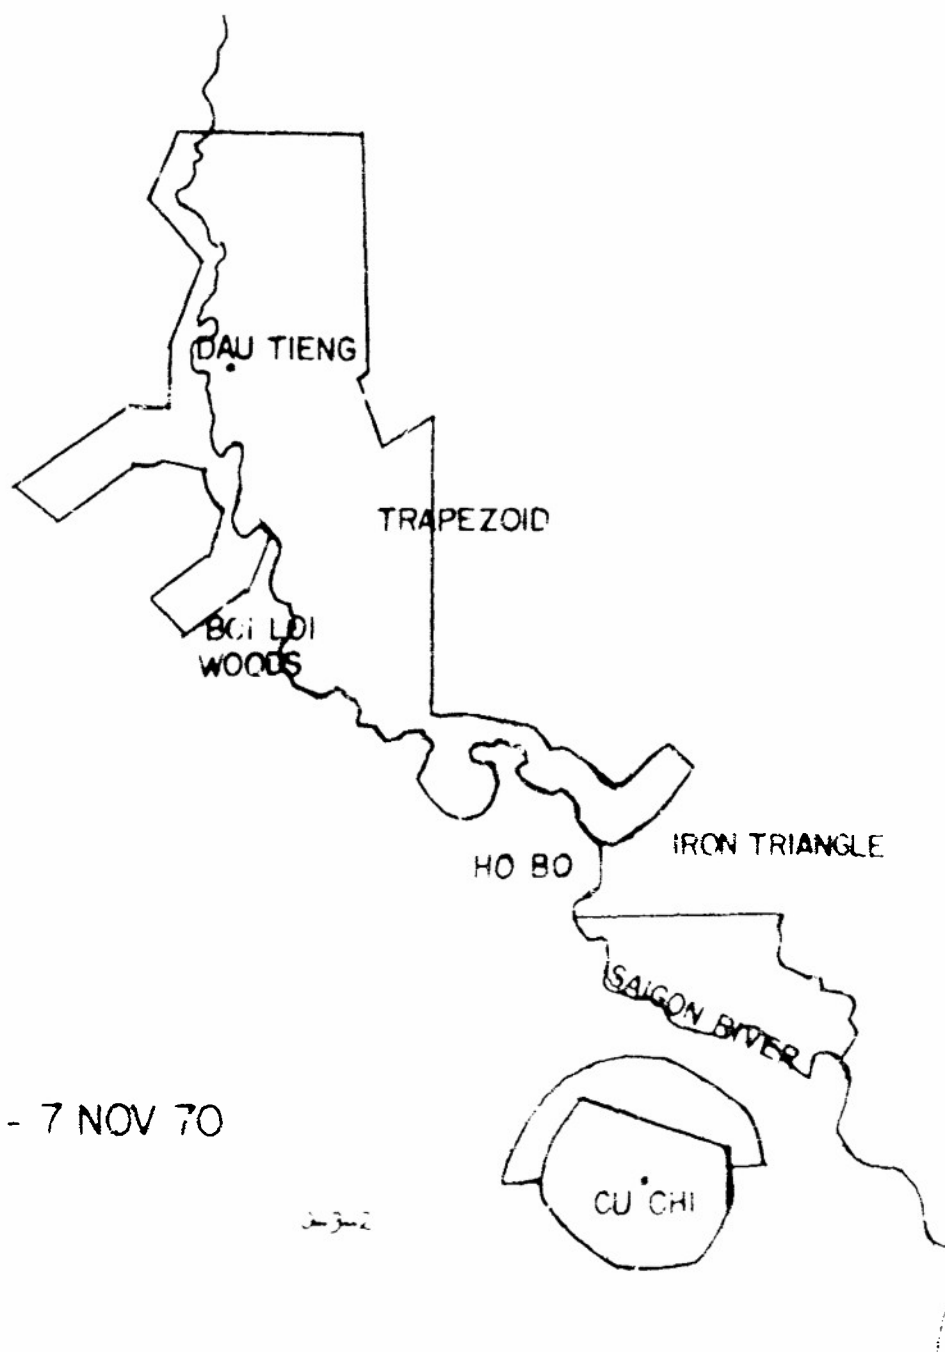 DAU TIENG
TRAPEZOID
BOI LOI
WOODS
IRON TRIANGLE
HO BO
SAIGON RIVER
- 7 NOV 70
CU CHI